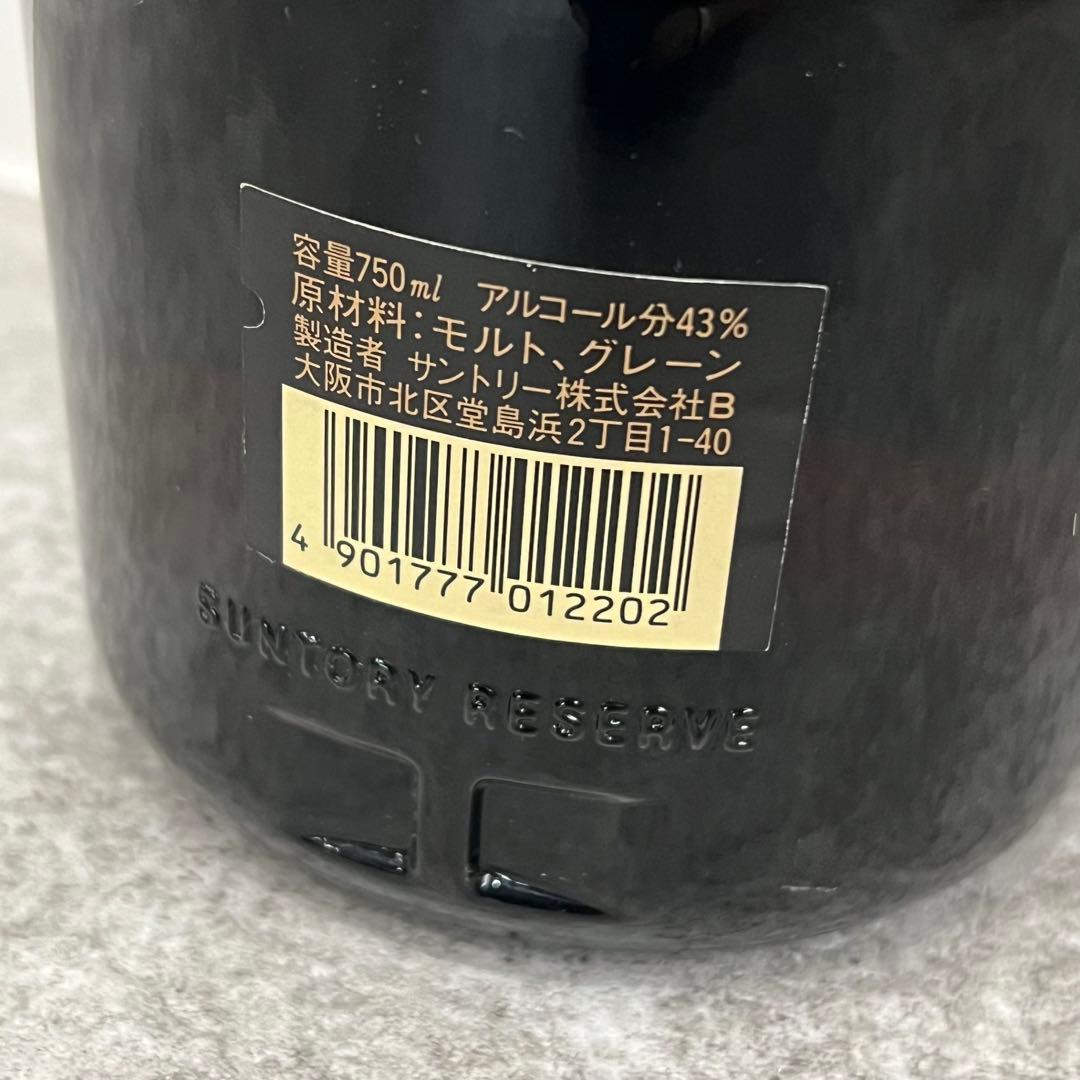 容量750ml アルコール分43%
原材料:モルト、グレーン
製造者 サントリー株式会社B
大阪市北区堂島浜2丁目1-40
4 901777 012202
SUNTORY RESERVE